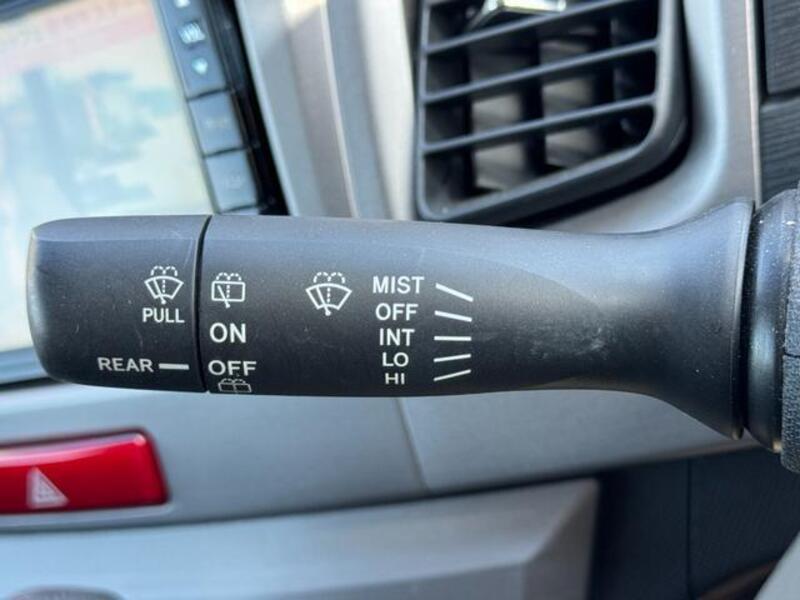 PULL
REAR
ON
OFF
MIST
OFF
INT
LO
HI